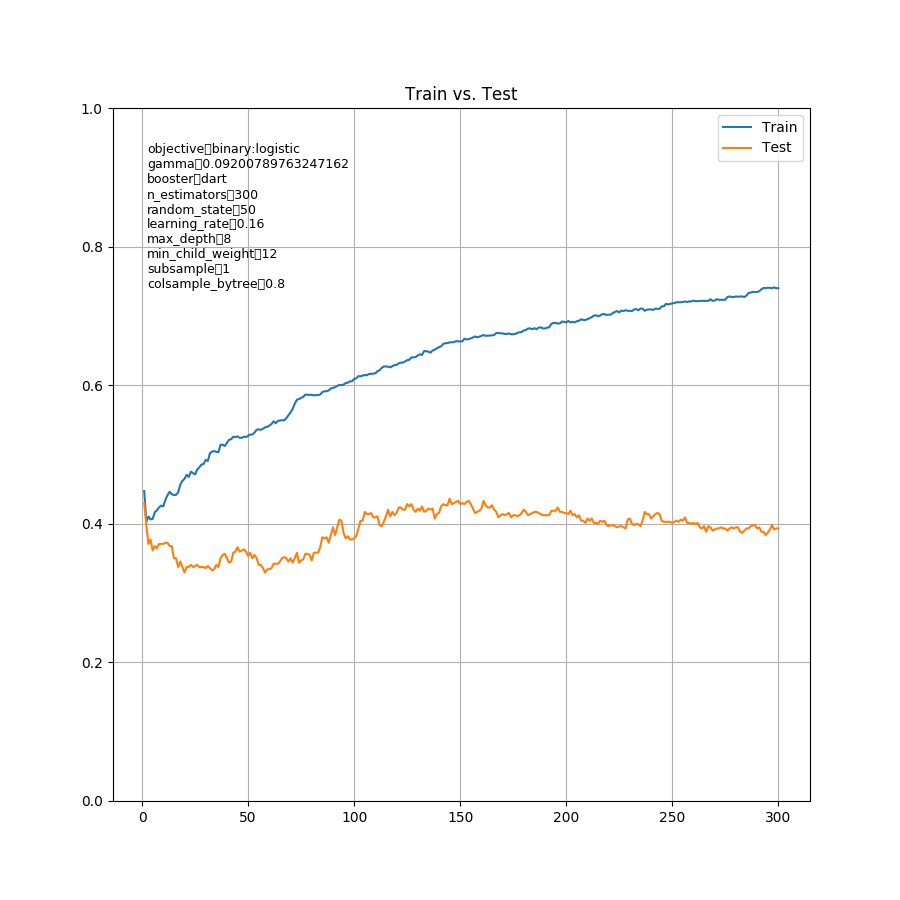 Train vs. Test
1.0
0.8
0.6
0.4
0.2
0.0
objective▯binary:logistic
gamma▯0.09200789763247162
booster▯dart
n_estimators▯300
random_state▯50
learning_rate▯0.16
max_depth▯8
min_child_weight▯12
subsample▯1
colsample_bytree▯0.8
Train
Test
0 50 100 150 200 250 300